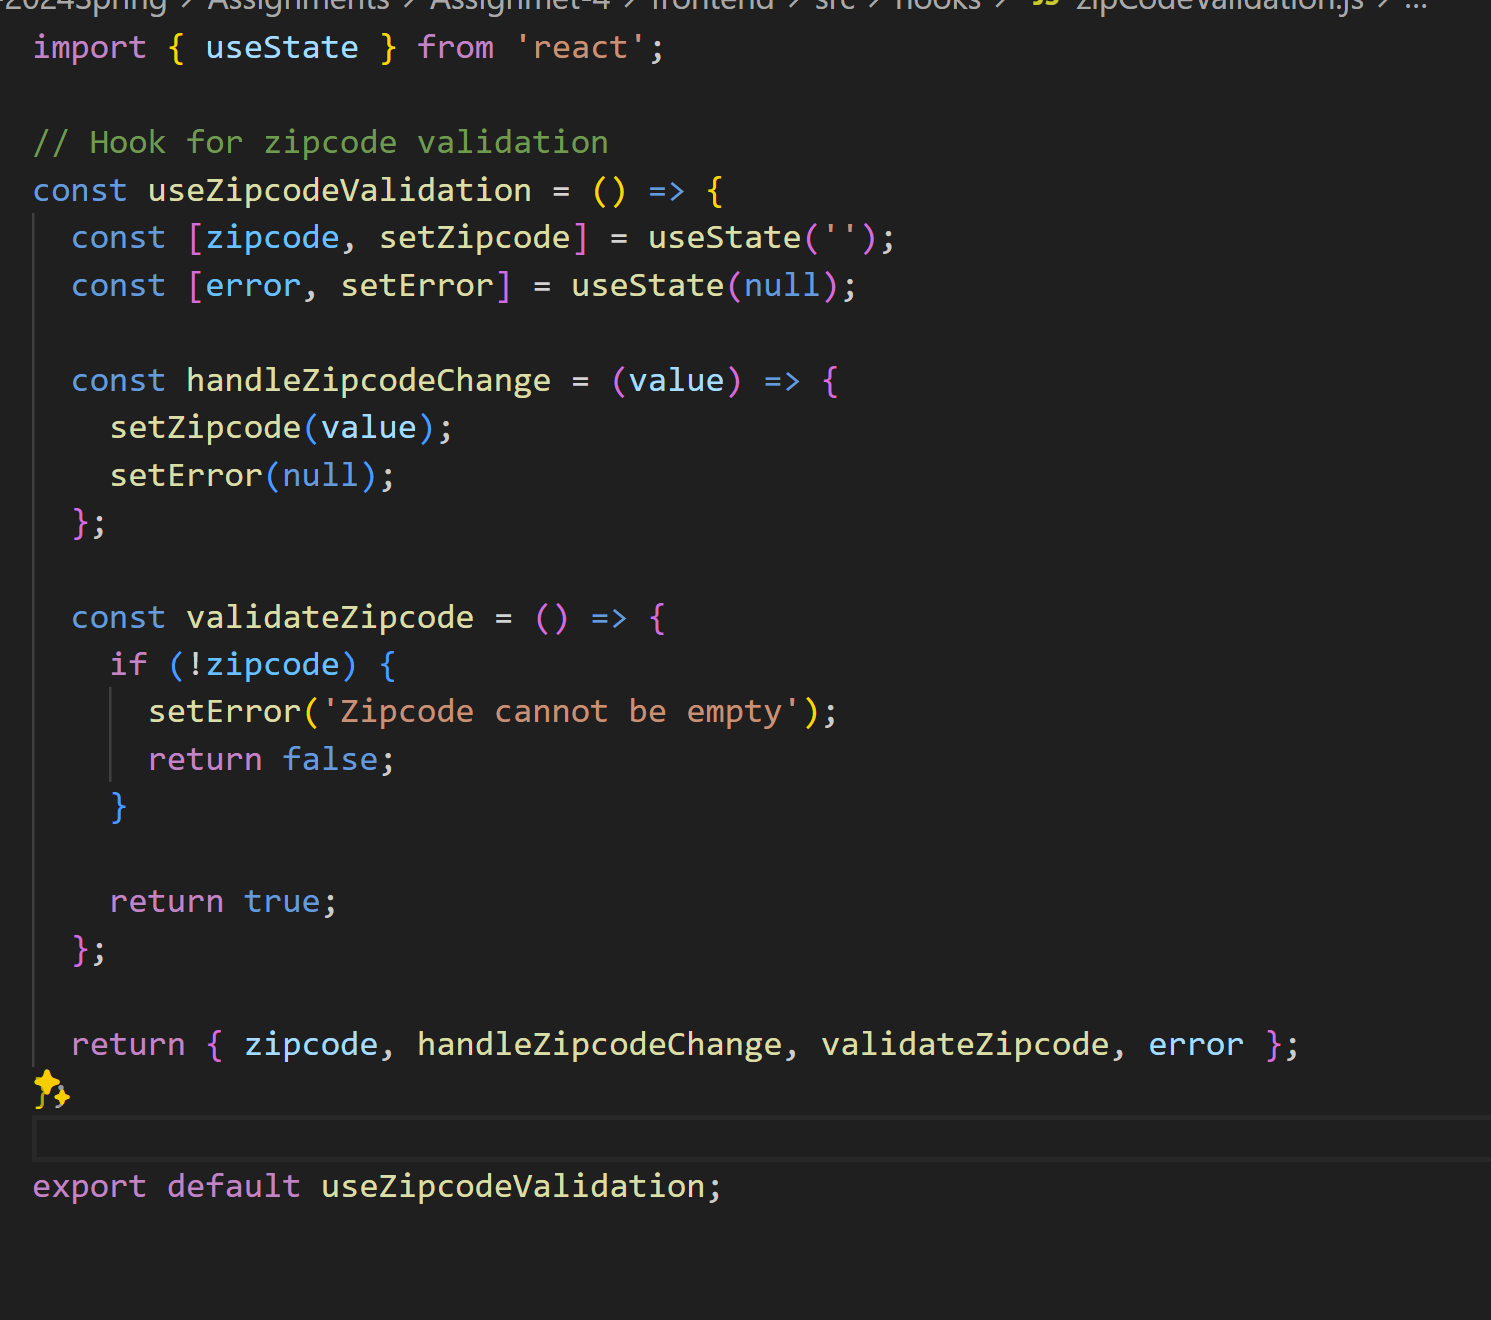 -2024Spring > Assignments > Assignmet-4 > frontend > src > hooks > JS zipCodeValidation.js > ...
import { useState } from 'react';

// Hook for zipcode validation
const useZipcodeValidation = () => {
  const [zipcode, setZipcode] = useState('');
  const [error, setError] = useState(null);

  const handleZipcodeChange = (value) => {
    setZipcode(value);
    setError(null);
  };

  const validateZipcode = () => {
    if (!zipcode) {
      setError('Zipcode cannot be empty');
      return false;
    }

    return true;
  };

  return { zipcode, handleZipcodeChange, validateZipcode, error };
};

export default useZipcodeValidation;